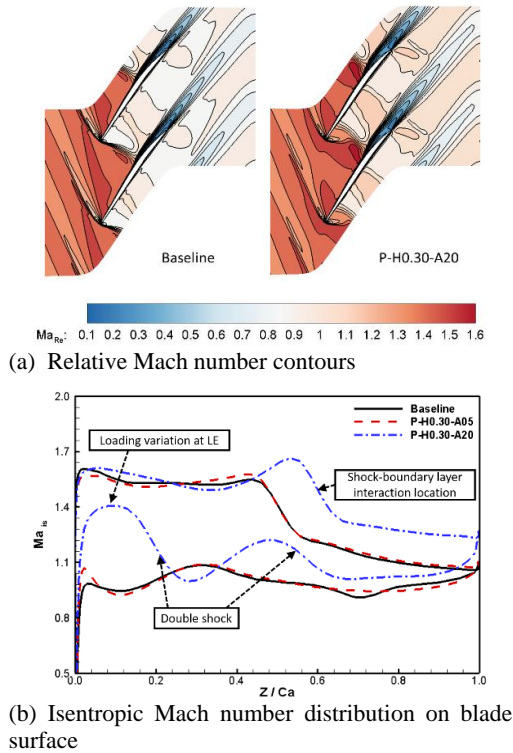 Baseline
P-H0.30-A20
Ma_Re: 0.1 0.2 0.3 0.4 0.5 0.6 0.7 0.8 0.9 1 1.1 1.2 1.3 1.4 1.5 1.6
(a) Relative Mach number contours
2.0
Baseline
P-H0.30-A05
P-H0.30-A20
Loading variation at LE
1.7
Shock-boundary layer
interaction location
1.4
Ma_is
1.1
Double shock
0.9
0.5
0.0 0.2 0.4 0.6 0.8 1.0
Z / Ca
(b) Isentropic Mach number distribution on blade
surface